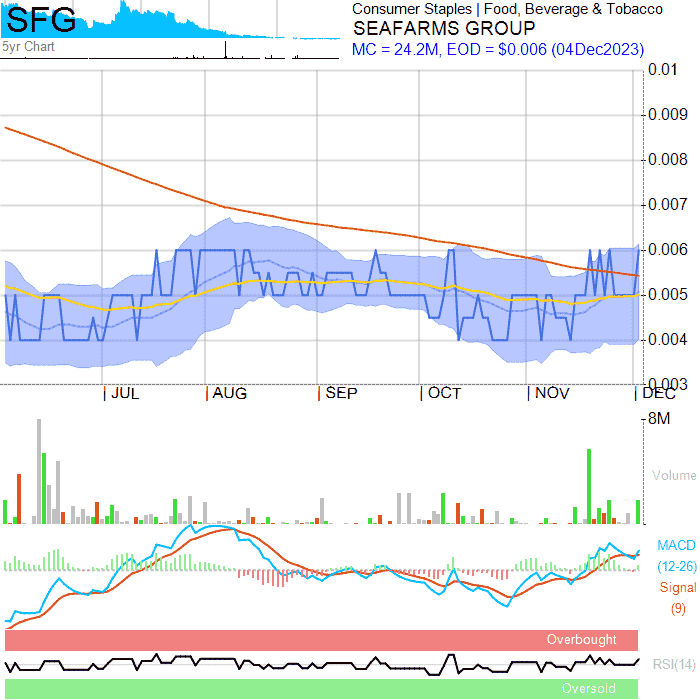 SFG
Consumer Staples | Food, Beverage & Tobacco
SEAFARMS GROUP
5yr Chart
MC = 24.2M, EOD = $0.006 (04Dec2023)
0.01
0.009
0.008
0.007
0.006
0.005
0.004
0.003
| JUL | AUG | SEP | OCT | NOV | DEC
8M
Volume
MACD
(12-26)
Signal
(9)
Overbought
RSI(14)
Oversold